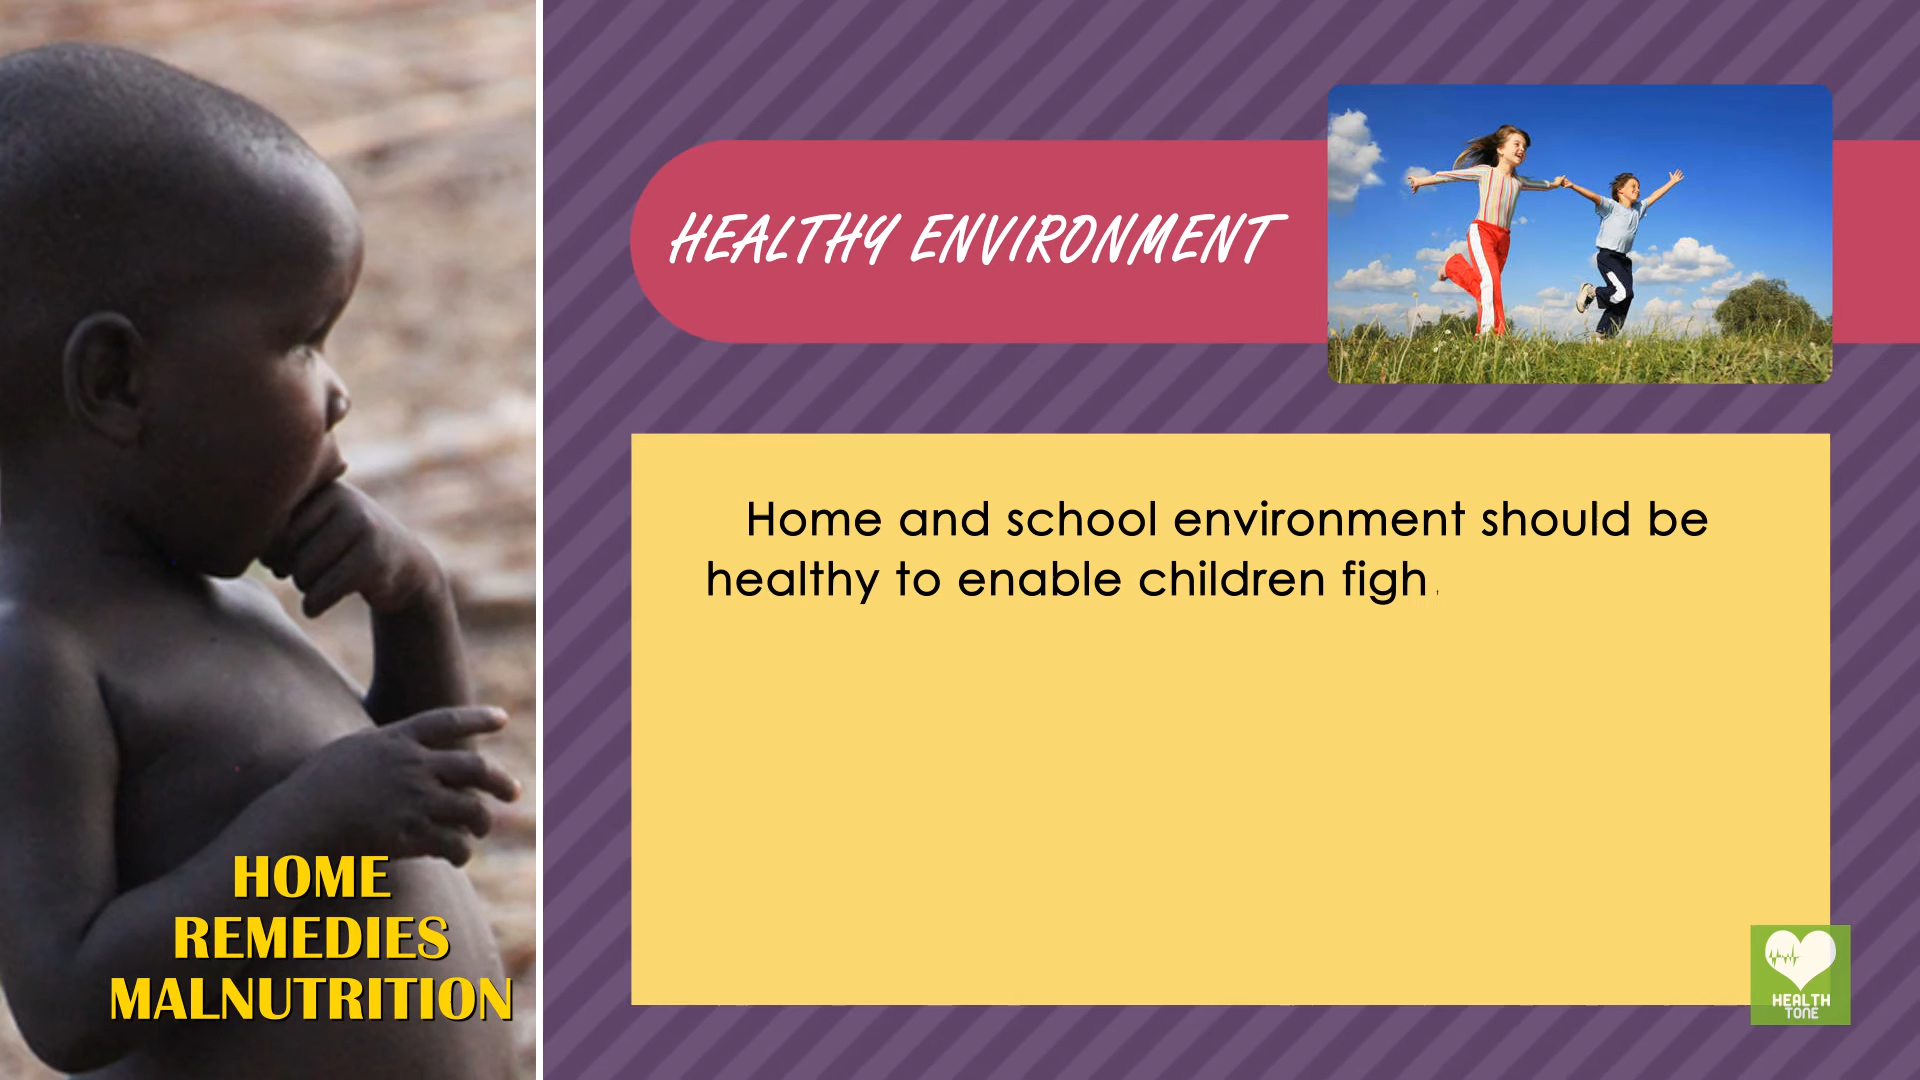 HEALTHY ENVIRONMENT
Home and school environment should be
healthy to enable children figh
HOME
REMEDIES
MALNUTRITION
HEALTH
TONE